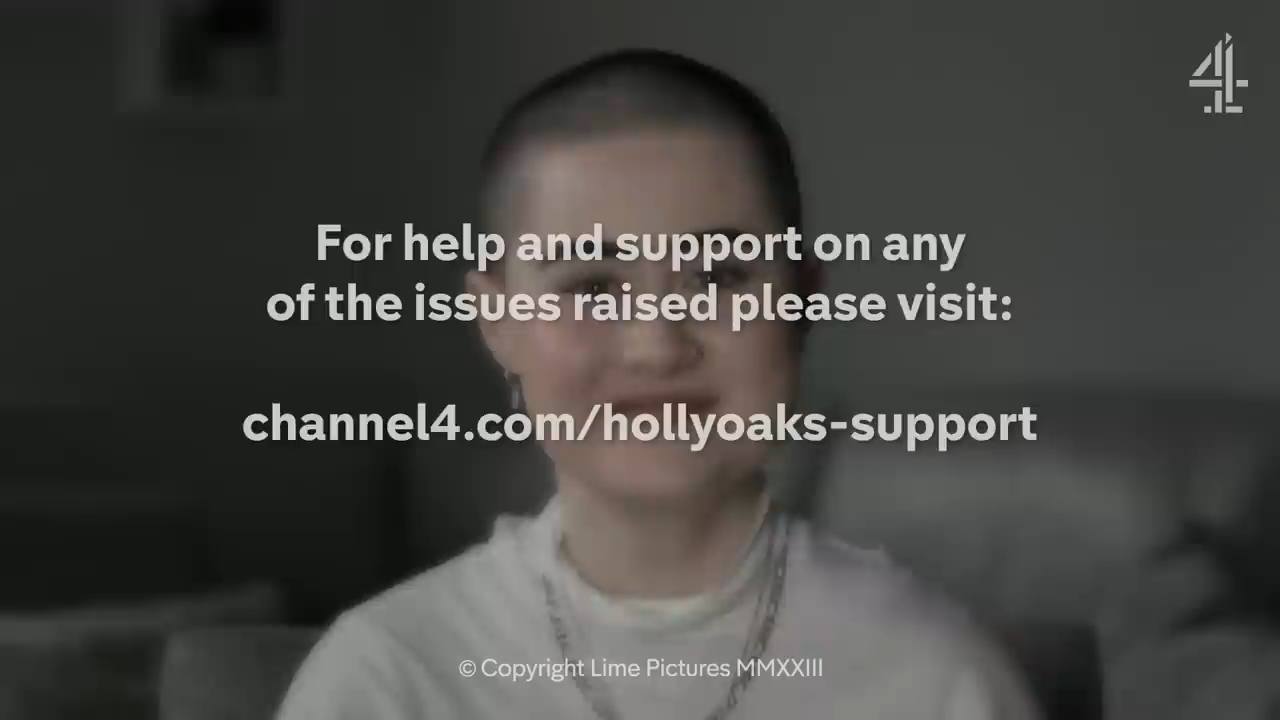 For help and support on any
of the issues raised please visit:
channel4.com/hollyoaks-support
© Copyright Lime Pictures MMXXIII